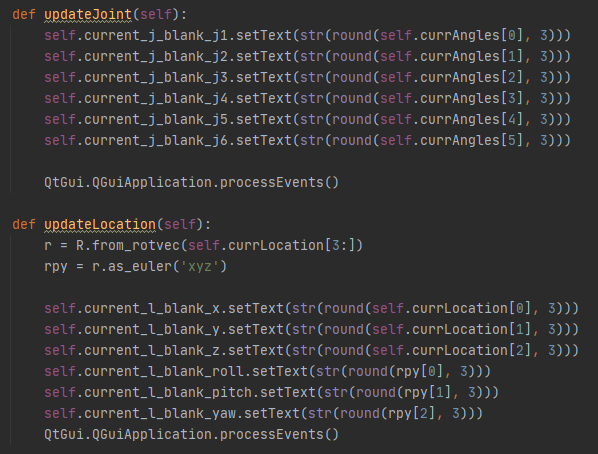 def updateJoint(self):
    self.current_j_blank_j1.setText(str(round(self.currAngles[0], 3)))
    self.current_j_blank_j2.setText(str(round(self.currAngles[1], 3)))
    self.current_j_blank_j3.setText(str(round(self.currAngles[2], 3)))
    self.current_j_blank_j4.setText(str(round(self.currAngles[3], 3)))
    self.current_j_blank_j5.setText(str(round(self.currAngles[4], 3)))
    self.current_j_blank_j6.setText(str(round(self.currAngles[5], 3)))

    QtGui.QGuiApplication.processEvents()

def updateLocation(self):
    r = R.from_rotvec(self.currLocation[3:])
    rpy = r.as_euler('xyz')

    self.current_l_blank_x.setText(str(round(self.currLocation[0], 3)))
    self.current_l_blank_y.setText(str(round(self.currLocation[1], 3)))
    self.current_l_blank_z.setText(str(round(self.currLocation[2], 3)))
    self.current_l_blank_roll.setText(str(round(rpy[0], 3)))
    self.current_l_blank_pitch.setText(str(round(rpy[1], 3)))
    self.current_l_blank_yaw.setText(str(round(rpy[2], 3)))
    QtGui.QGuiApplication.processEvents()